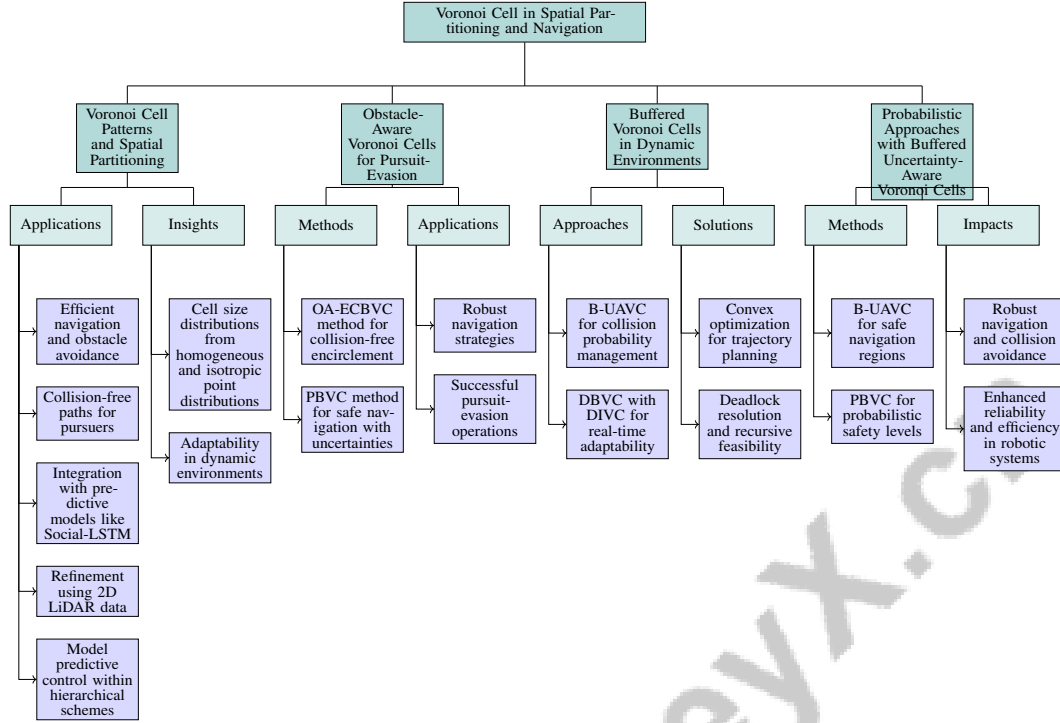 Voronoi Cell in Spatial Par-
titioning and Navigation
Voronoi Cell
Patterns
and Spatial
Partitioning
Obstacle-
Aware
Voronoi Cells
for Pursuit-
Evasion
Buffered
Voronoi Cells
in Dynamic
Environments
Probabilistic
Approaches
with Buffered
Uncertainty-
Aware
Voronoi Cells
Applications
Insights
Methods
Applications
Approaches
Solutions
Methods
Impacts
Efficient
navigation
and obstacle
avoidance
Collision-free
paths for
pursuers
Integration
with pre-
dictive
models like
Social-LSTM
Refinement
using 2D
LiDAR data
Model
predictive
control within
hierarchical
schemes
Cell size
distributions
from
homogeneous
and isotropic
point
distributions
Adaptability
in dynamic
environments
OA-ECBVC
method for
collision-free
encirclement
PBVC method
for safe nav-
igation with
uncertainties
Robust
navigation
strategies
Successful
pursuit-
evasion
operations
B-UAVC
for collision
probability
management
DBVC with
DIVC for
real-time
adaptability
Convex
optimization
for trajectory
planning
Deadlock
resolution
and recursive
feasibility
B-UAVC
for safe
navigation
regions
PBVC for
probabilistic
safety levels
Robust
navigation
and collision
avoidance
Enhanced
reliability
and efficiency
in robotic
systems